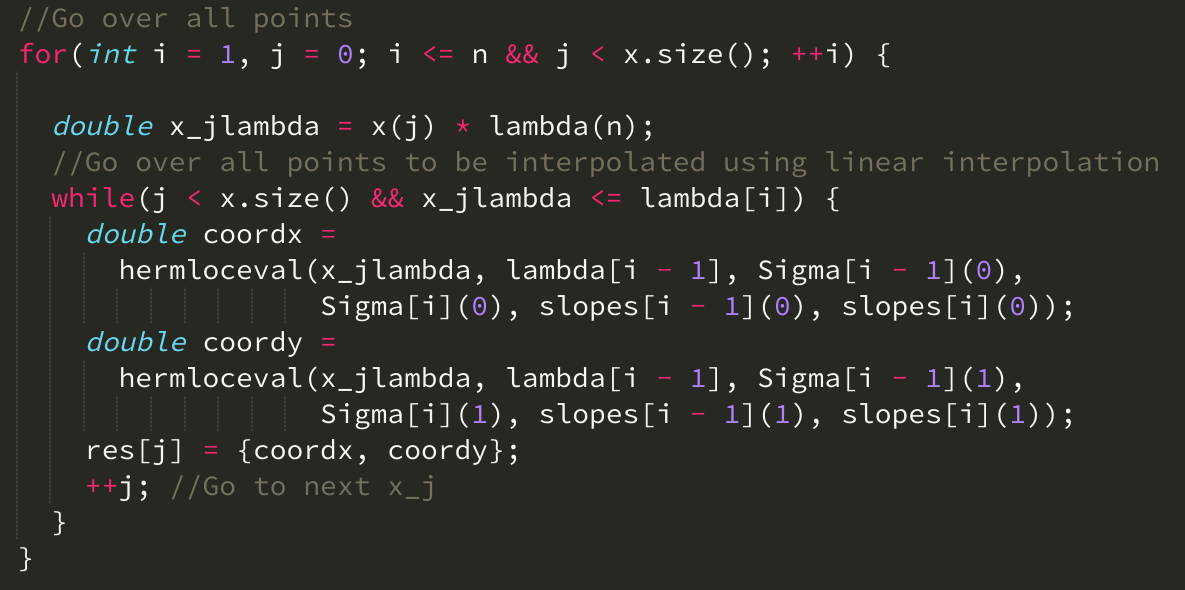 //Go over all points
for(int i = 1, j = 0; i <= n && j < x.size(); ++i) {
double x_jlambda = x(j) * lambda(n);
//Go over all points to be interpolated using linear interpolation
while(j < x.size() && x_jlambda <= lambda[i]) {
double coordx =
hermloceval(x_jlambda, lambda[i - 1], Sigma[i - 1](0),
Sigma[i](0), slopes[i - 1](0), slopes[i](0));
double coordy =
hermloceval(x_jlambda, lambda[i - 1], Sigma[i - 1](1),
Sigma[i](1), slopes[i - 1](1), slopes[i](1));
res[j] = {coordx, coordy};
++j; //Go to next x_j
}
}